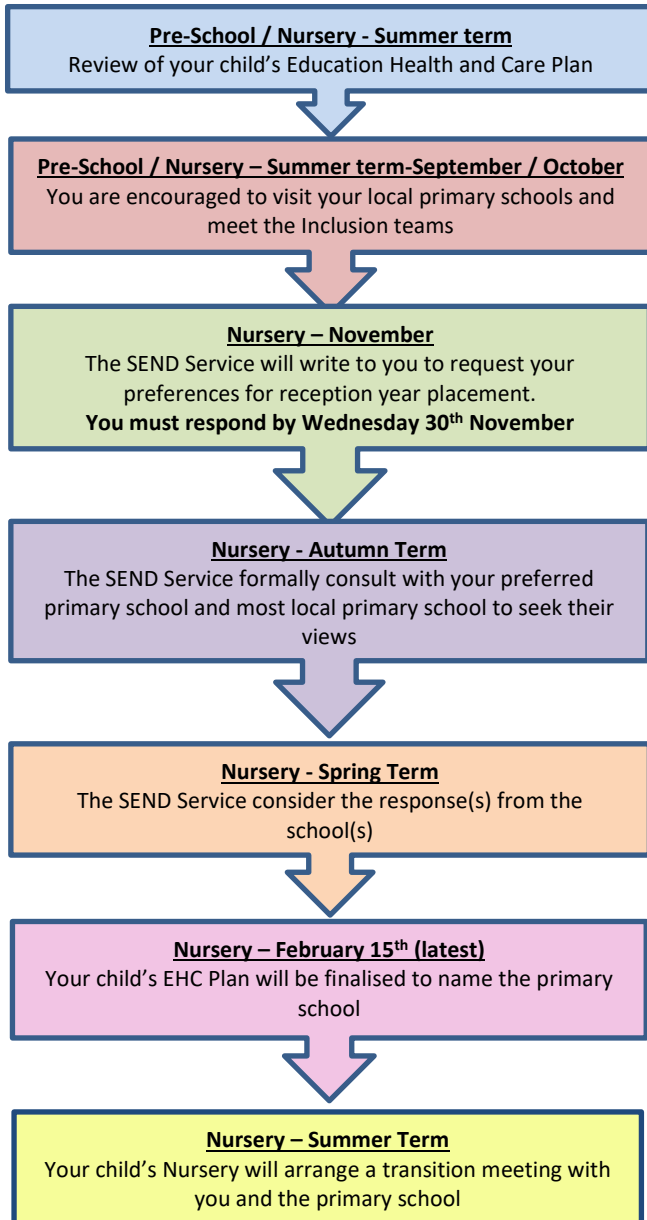 Pre-School / Nursery - Summer term
Review of your child’s Education Health and Care Plan
Pre-School / Nursery – Summer term-September / October
You are encouraged to visit your local primary schools and
meet the Inclusion teams
Nursery – November
The SEND Service will write to you to request your
preferences for reception year placement.
You must respond by Wednesday 30th November
Nursery - Autumn Term
The SEND Service formally consult with your preferred
primary school and most local primary school to seek their
views
Nursery - Spring Term
The SEND Service consider the response(s) from the
school(s)
Nursery – February 15th (latest)
Your child’s EHC Plan will be finalised to name the primary
school
Nursery – Summer Term
Your child’s Nursery will arrange a transition meeting with
you and the primary school